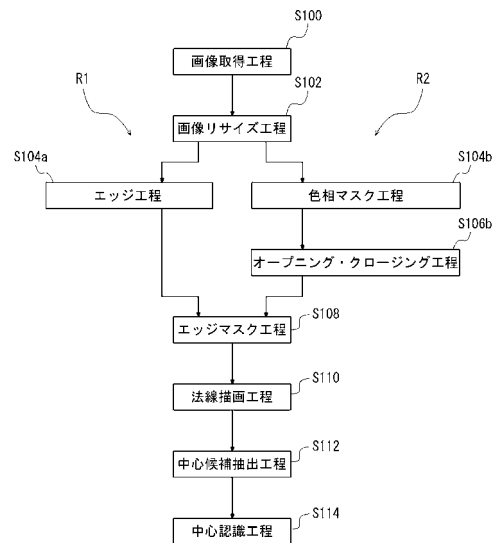 S100
画像取得工程
R1
S102
R2
画像リサイズ工程
S104a
S104b
エッジ工程
色相マスク工程
S106b
オープニング・クロージング工程
S108
エッジマスク工程
S110
法線描画工程
S112
中心候補抽出工程
S114
中心認識工程